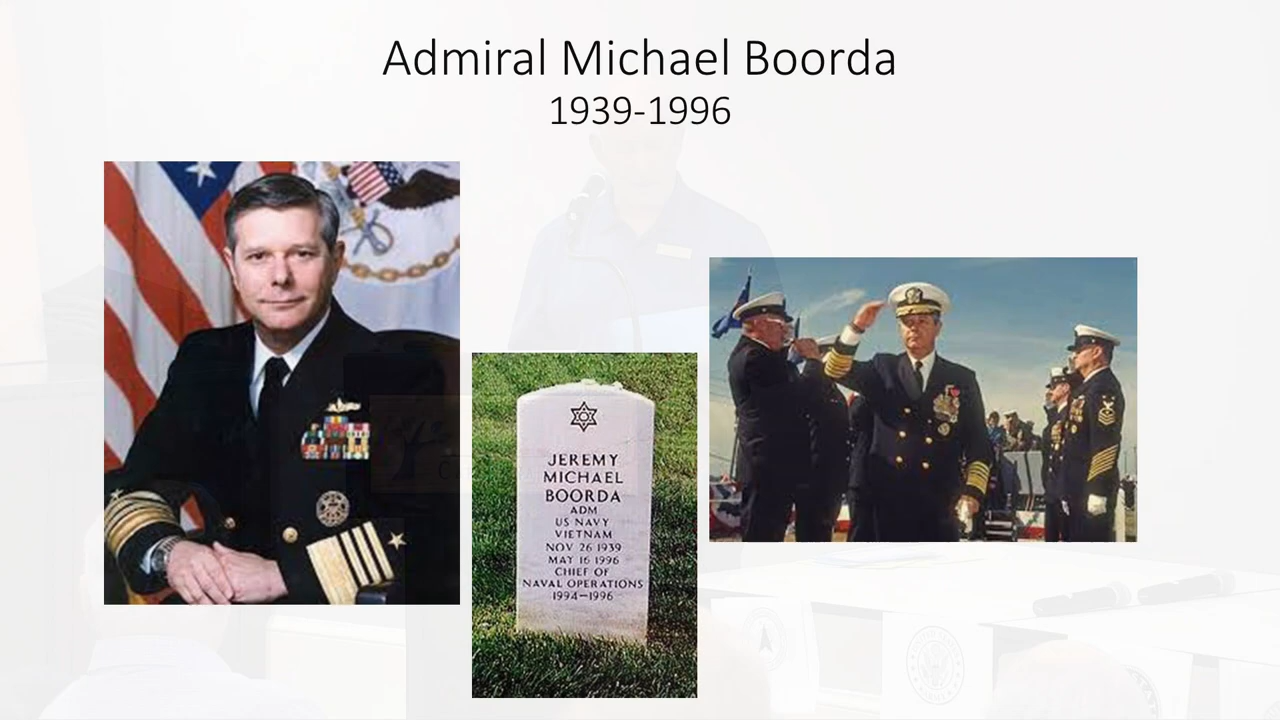 Admiral Michael Boorda
1939-1996
JEREMY
MICHAEL
BOORDA
ADM
US NAVY
VIETNAM
NOV 26 1939
MAY 16 1996
CHIEF OF
NAVAL OPERATIONS
1994-1996